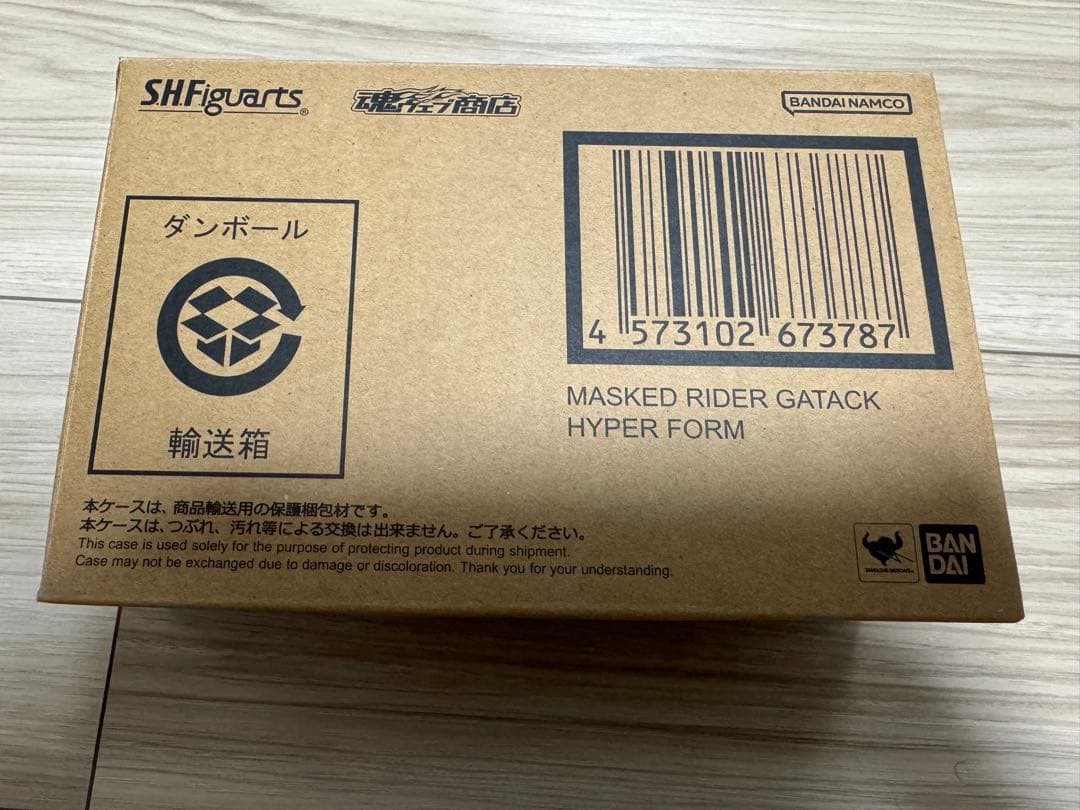 S.H.Figuarts®
魂ウェブ商店
BANDAI NAMCO
ダンボール
輸送箱
4 573102 673787
MASKED RIDER GATACK
HYPER FORM
本ケースは、商品輸送用の保護梱包材です。
本ケースは、つぶれ、汚れ等による交換は出来ません。ご了承ください。
This case is used solely for the purpose of protecting product during shipment.
Case may not be exchanged due to damage or discoloration. Thank you for your understanding.
BAN
DAI